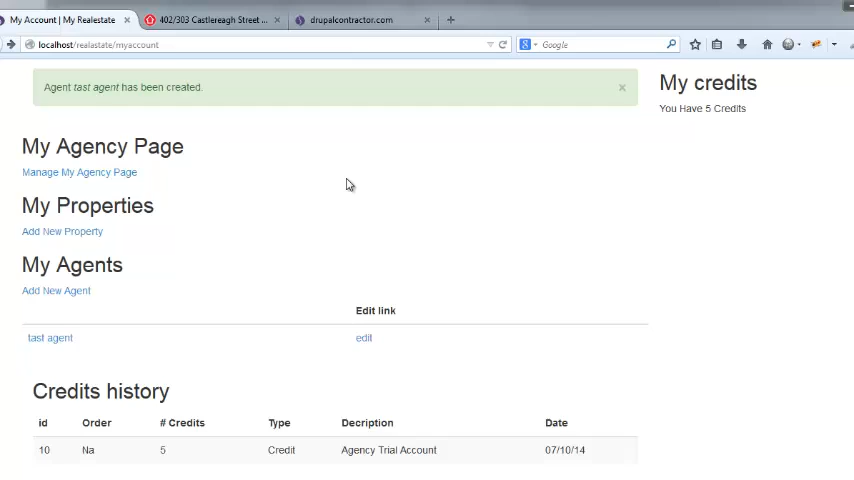 My Account | My Realestate × 402/303 Castlereagh Street ... × drupalcontractor.com × +
localhost/realastate/myaccount
Google
Agent tast agent has been created. ×
My credits
You Have 5 Credits
My Agency Page
Manage My Agency Page
My Properties
Add New Property
My Agents
Add New Agent
Edit link
tast agent edit
Credits history
id Order # Credits Type Decription Date
10 Na 5 Credit Agency Trial Account 07/10/14